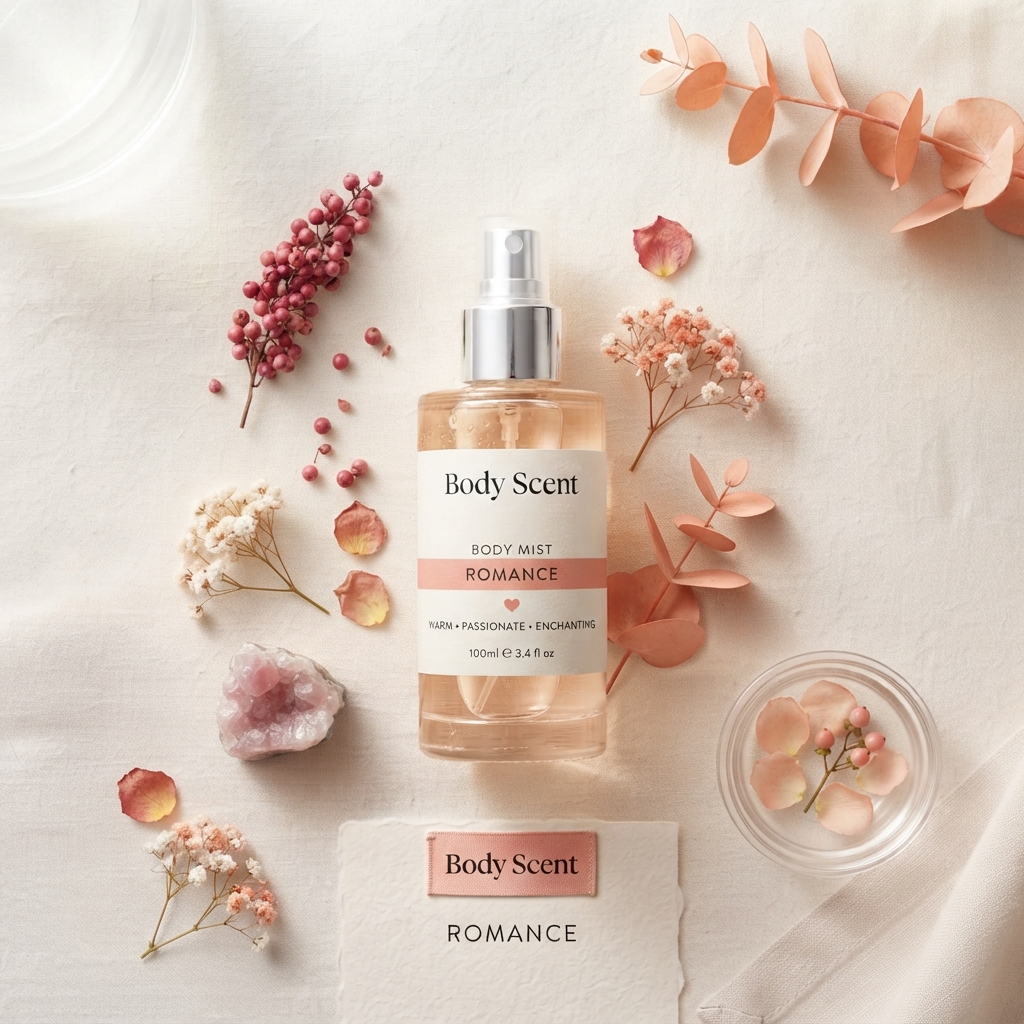 Body Scent
BODY MIST
ROMANCE
WARM • PASSIONATE • ENCHANTING
100ml ℮ 3.4 fl oz
Body Scent
ROMANCE